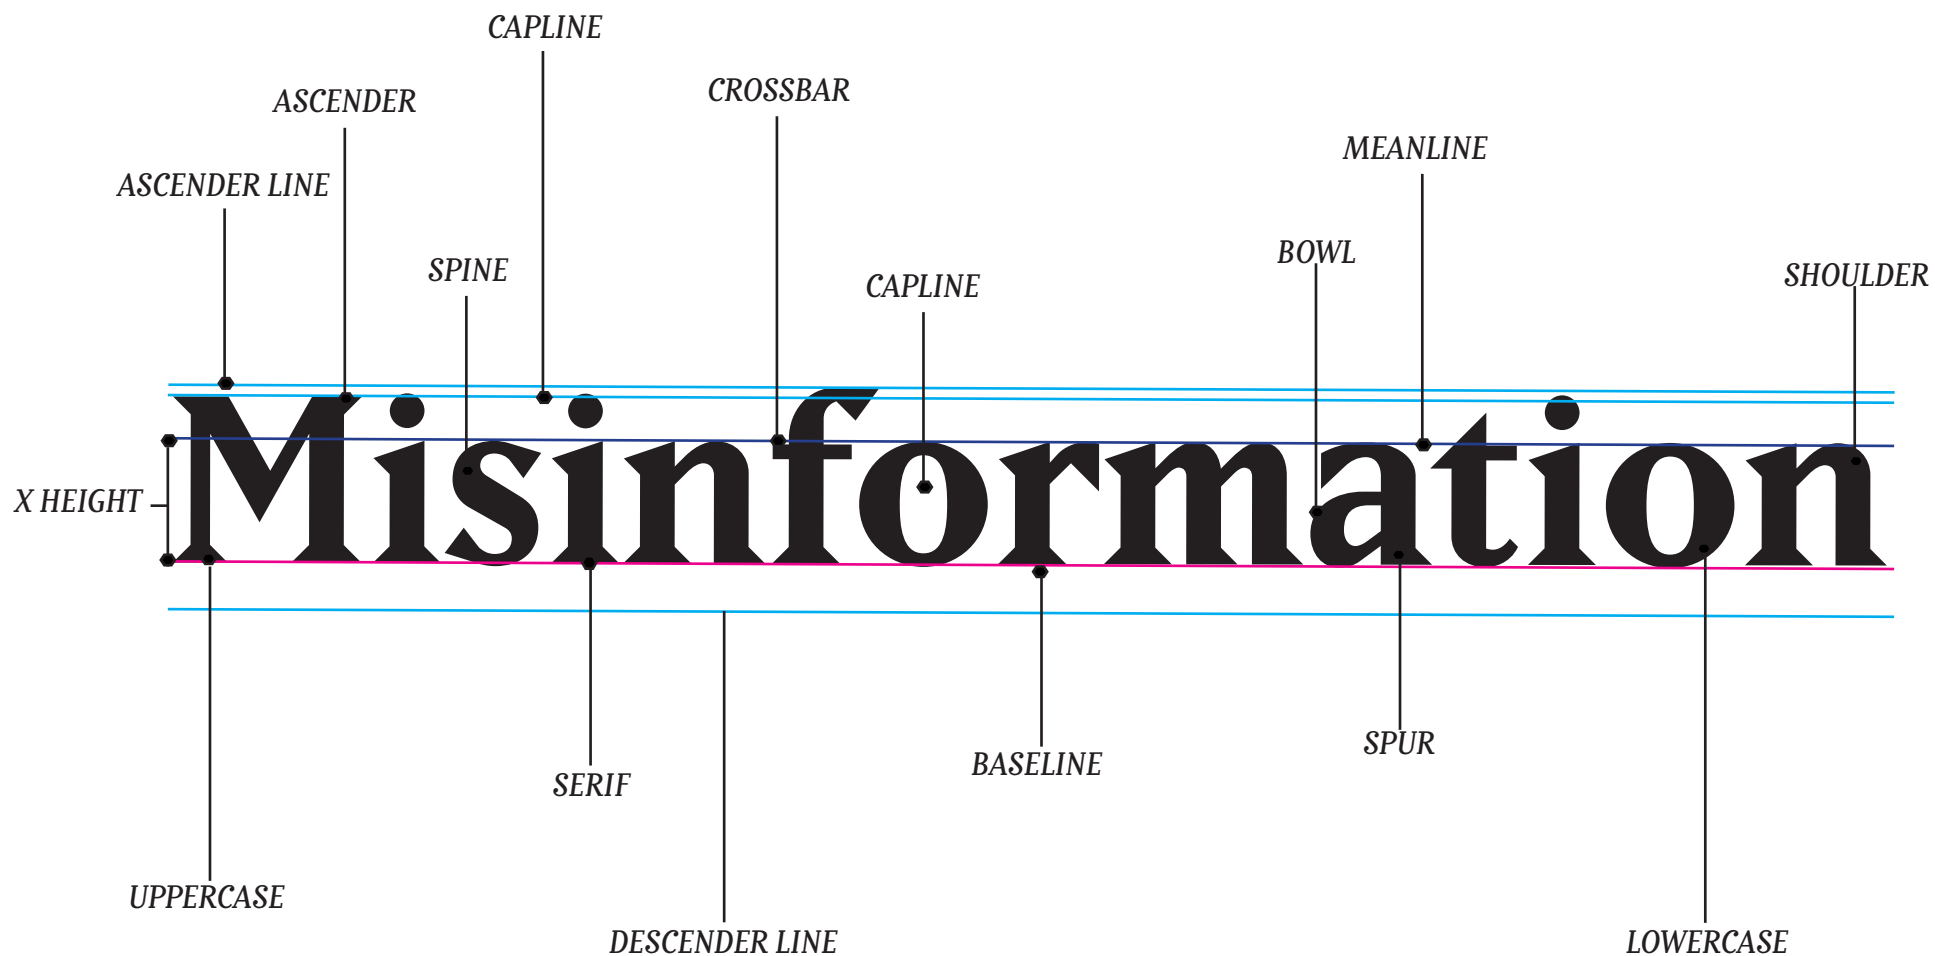 CAPLINE
CROSSBAR
ASCENDER
MEANLINE
ASCENDER LINE
BOWL
SPINE
SHOULDER
CAPLINE
Misinformation
X HEIGHT
SPUR
BASELINE
SERIF
UPPERCASE
DESCENDER LINE
LOWERCASE